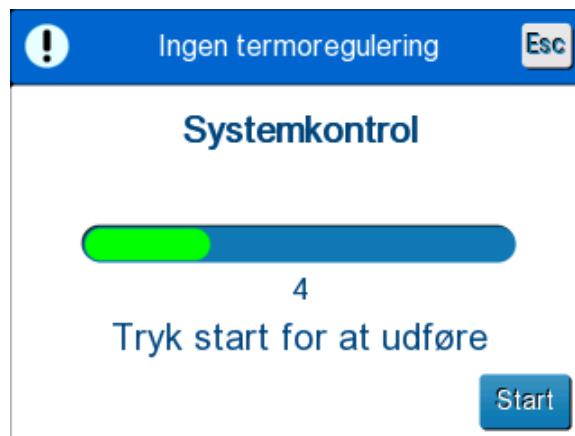 Ingen termoregulering
Esc
Systemkontrol
4
Tryk start for at udføre
Start